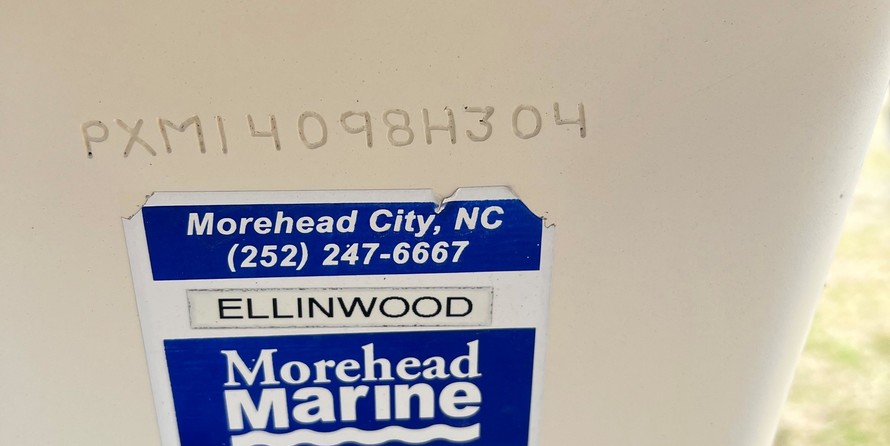 PXM14098H304
Morehead City, NC
(252) 247-6667
ELLINWOOD
Morehead
Marine